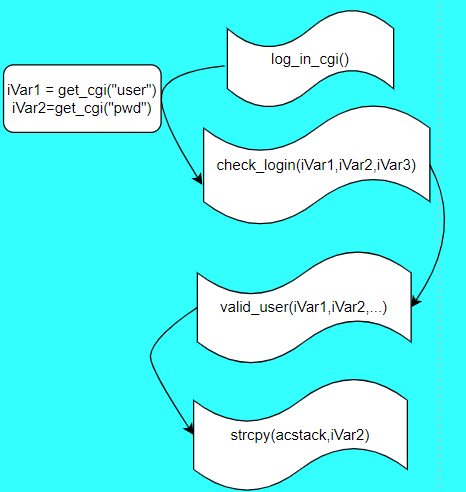 log_in_cgi()
iVar1 = get_cgi("user")
iVar2=get_cgi("pwd")
check_login(iVar1,iVar2,iVar3)
valid_user(iVar1,iVar2,...)
strcpy(acstack,iVar2)